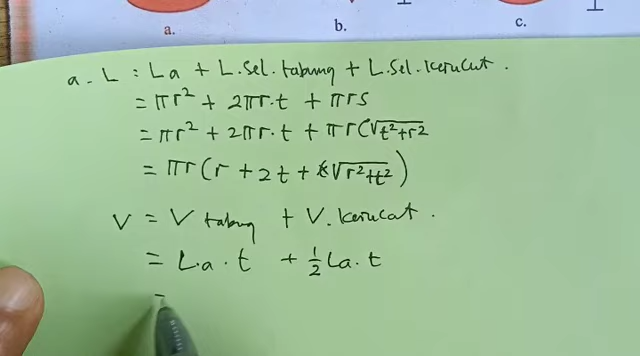 a.
b.
c.
a. L = La + L.sel.tabung + L.sel.kerucut.
= πr² + 2πr.t + πrs
= πr² + 2πr.t + πr(√t²+r²
= πr(r + 2t + √r²+t²)
V = V tabung + V.kerucut.
= L.a.t + 1/2 La.t
=